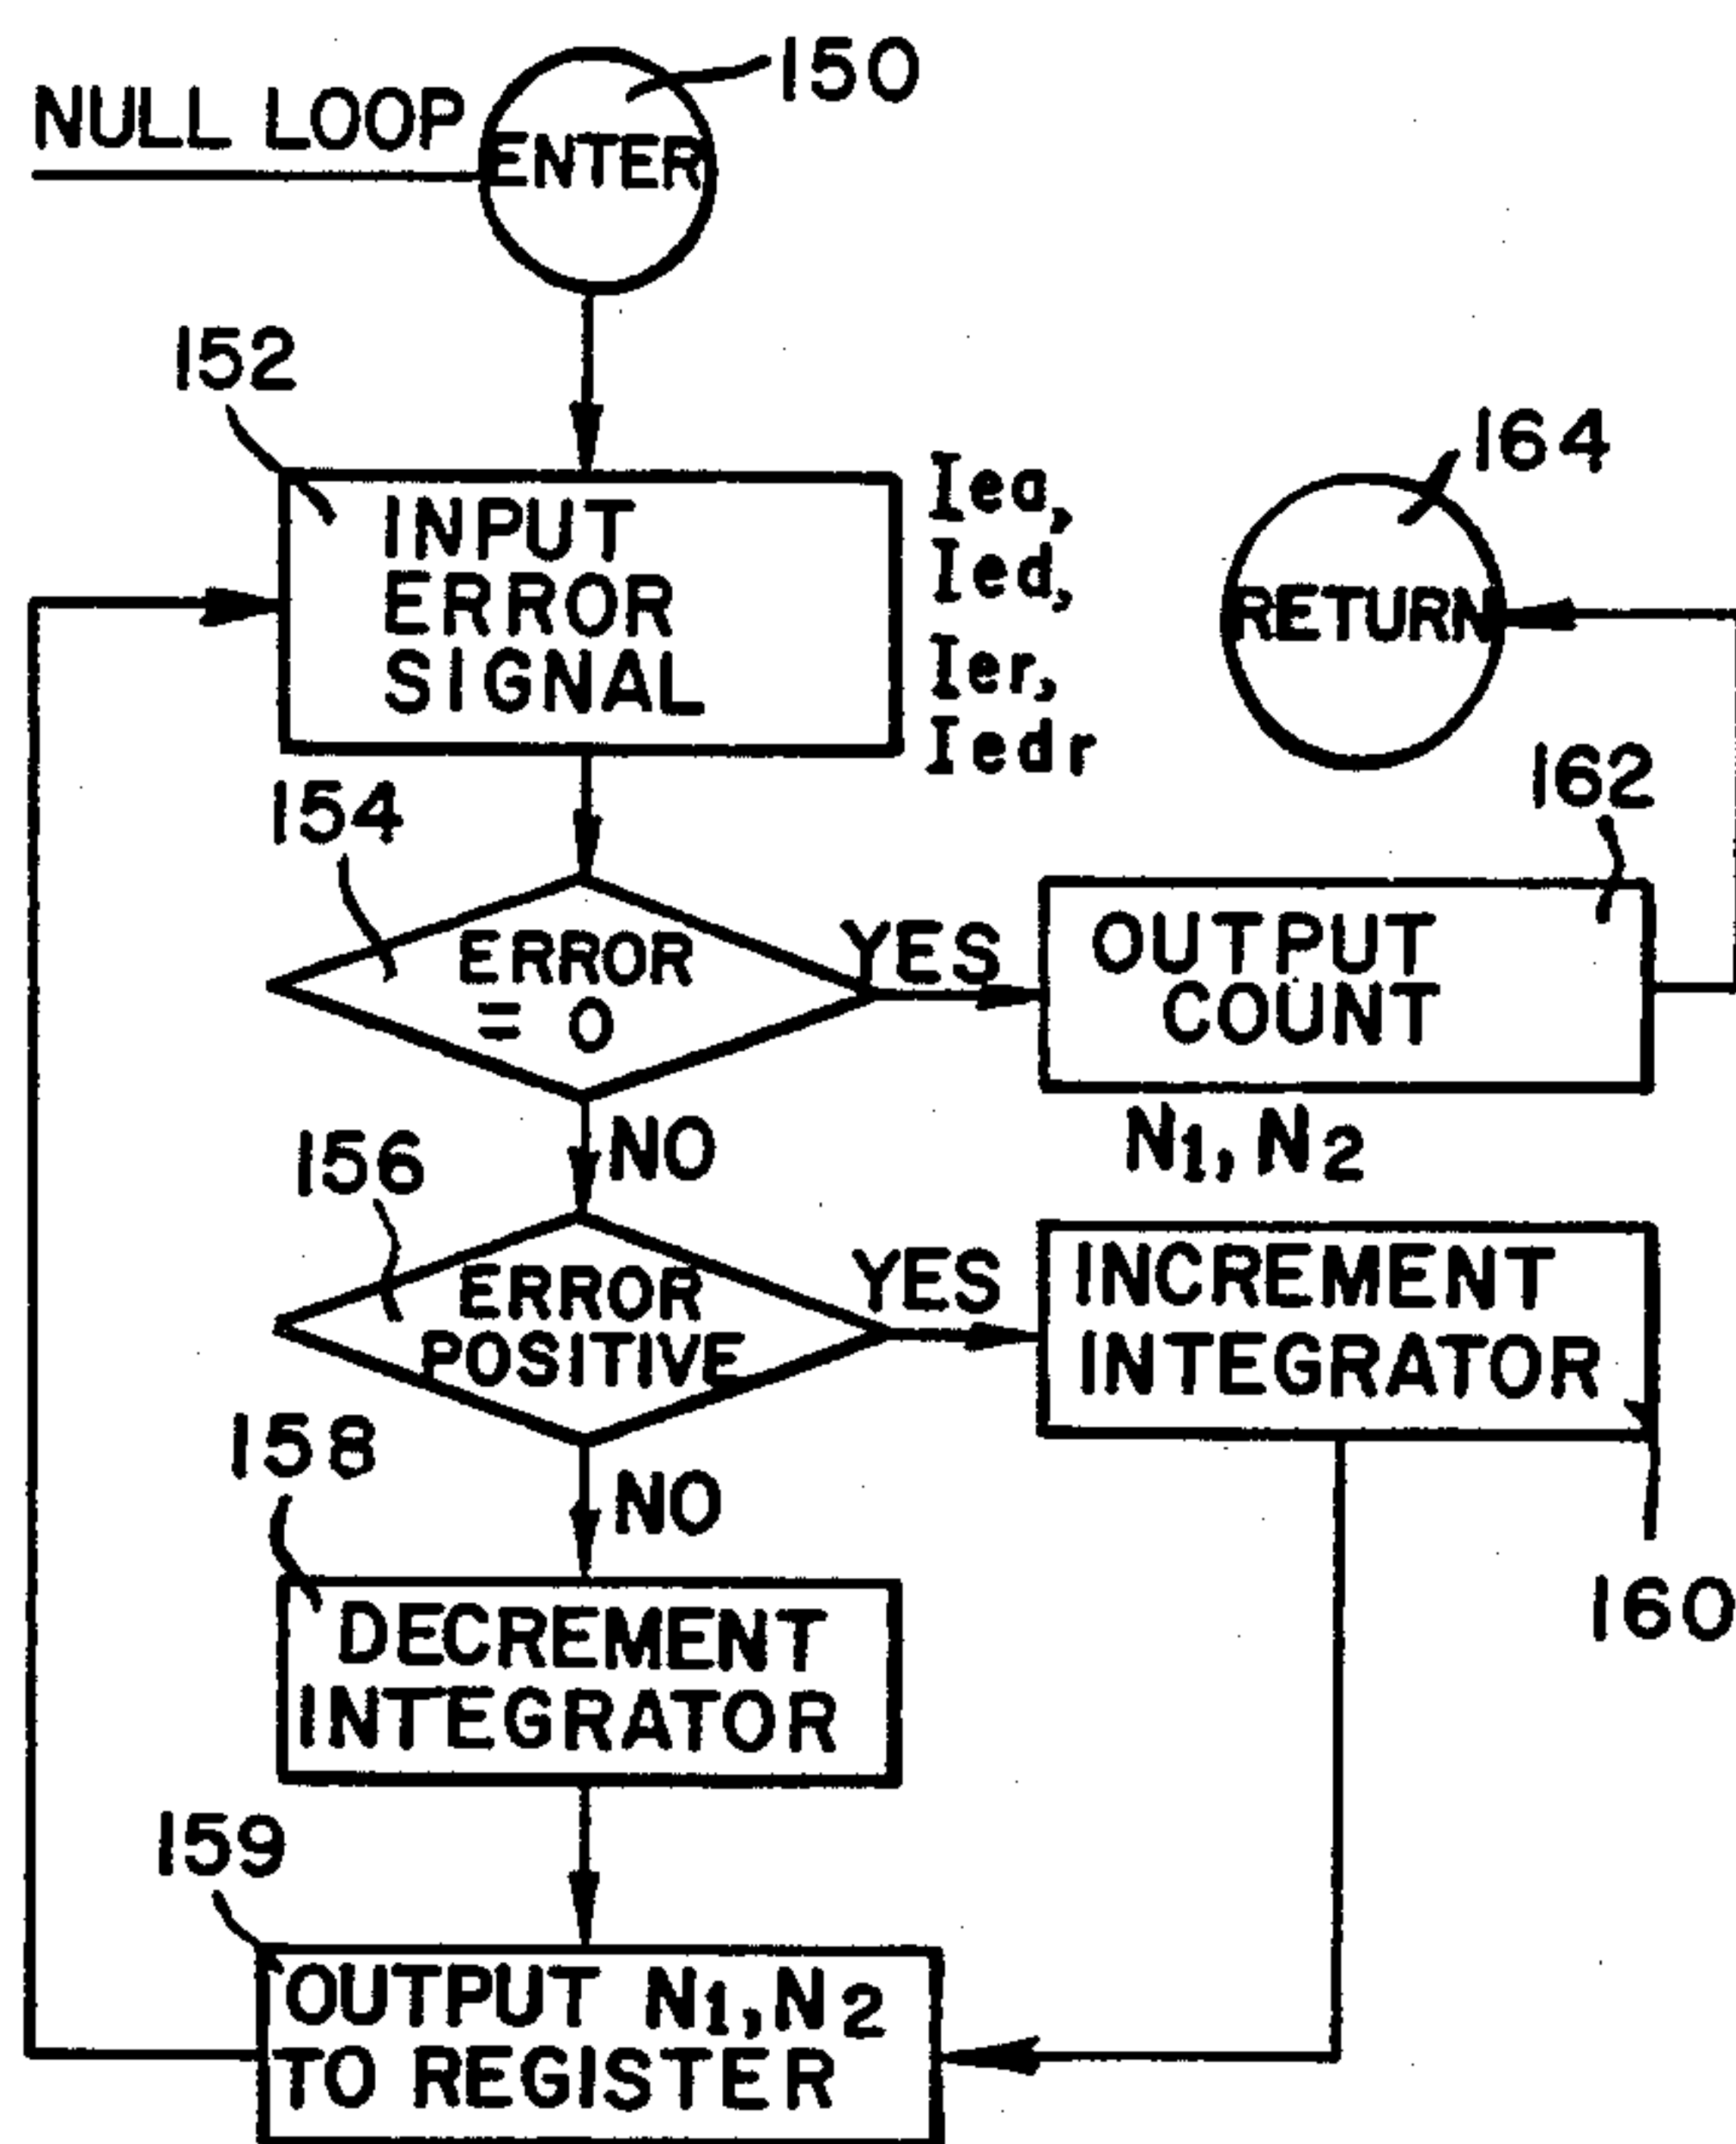 NULL LOOP
ENTER
150
152
INPUT
ERROR
SIGNAL
Iea,
Ied,
Ier,
Iedr
164
RETURN
154
ERROR
= 0
YES
162
OUTPUT
COUNT
N1, N2
NO
156
ERROR
POSITIVE
YES
INCREMENT
INTEGRATOR
160
NO
158
DECREMENT
INTEGRATOR
159
OUTPUT N1, N2
TO REGISTER